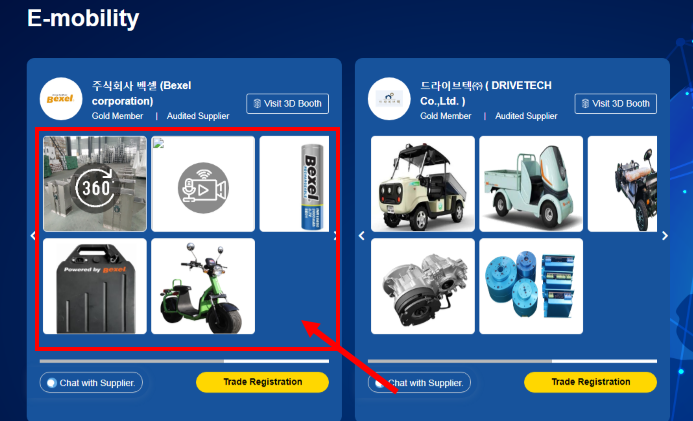 E-mobility
Bexel
주식회사 벡셀 (Bexel
corporation)
Gold Member | Audited Supplier
Visit 3D Booth
360°
Bexel
Powered by Bexel
Chat with Supplier.
Trade Registration
드라이브텍㈜ ( DRIVETECH
Co.,Ltd. )
Gold Member | Audited Supplier
Visit 3D Booth
Chat with Supplier.
Trade Registration